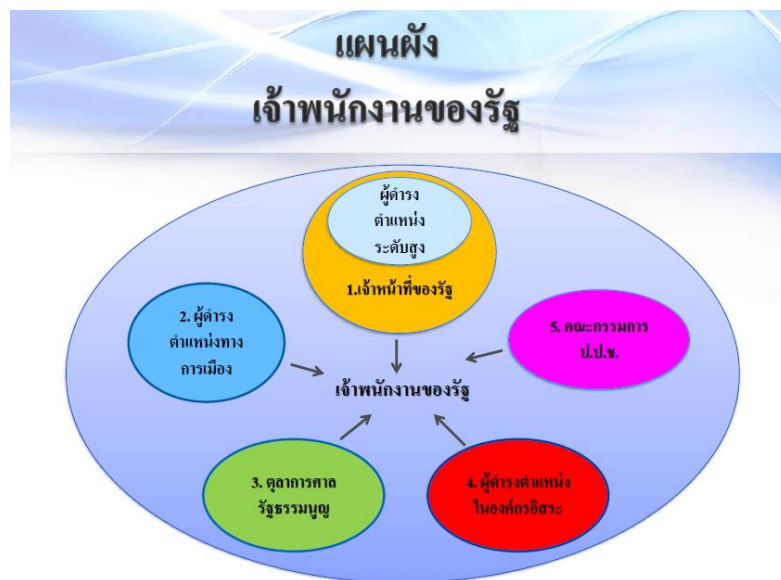 แผนผัง
เจ้าพนักงานของรัฐ
ผู้ดำรง
ตำแหน่ง
ระดับสูง
1.เจ้าหน้าที่ของรัฐ
2. ผู้ดำรง
ตำแหน่งทาง
การเมือง
5. คณะกรรมการ
ป.ป.ช.
เจ้าพนักงานของรัฐ
3. ตุลาการศาล
รัฐธรรมนูญ
4. ผู้ดำรงตำแหน่ง
ในองค์กรอิสระ